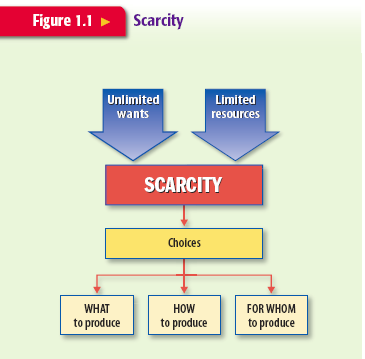 Figure 1.1 ► Scarcity
Unlimited
wants
Limited
resources
SCARCITY
Choices
WHAT
to produce
HOW
to produce
FOR WHOM
to produce